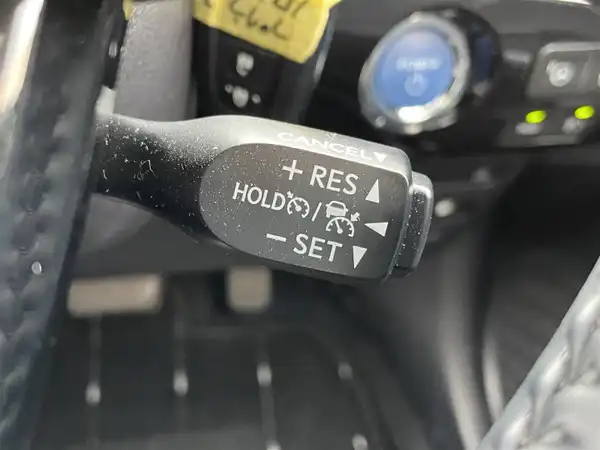 CANCEL
+ RES
HOLD /
− SET